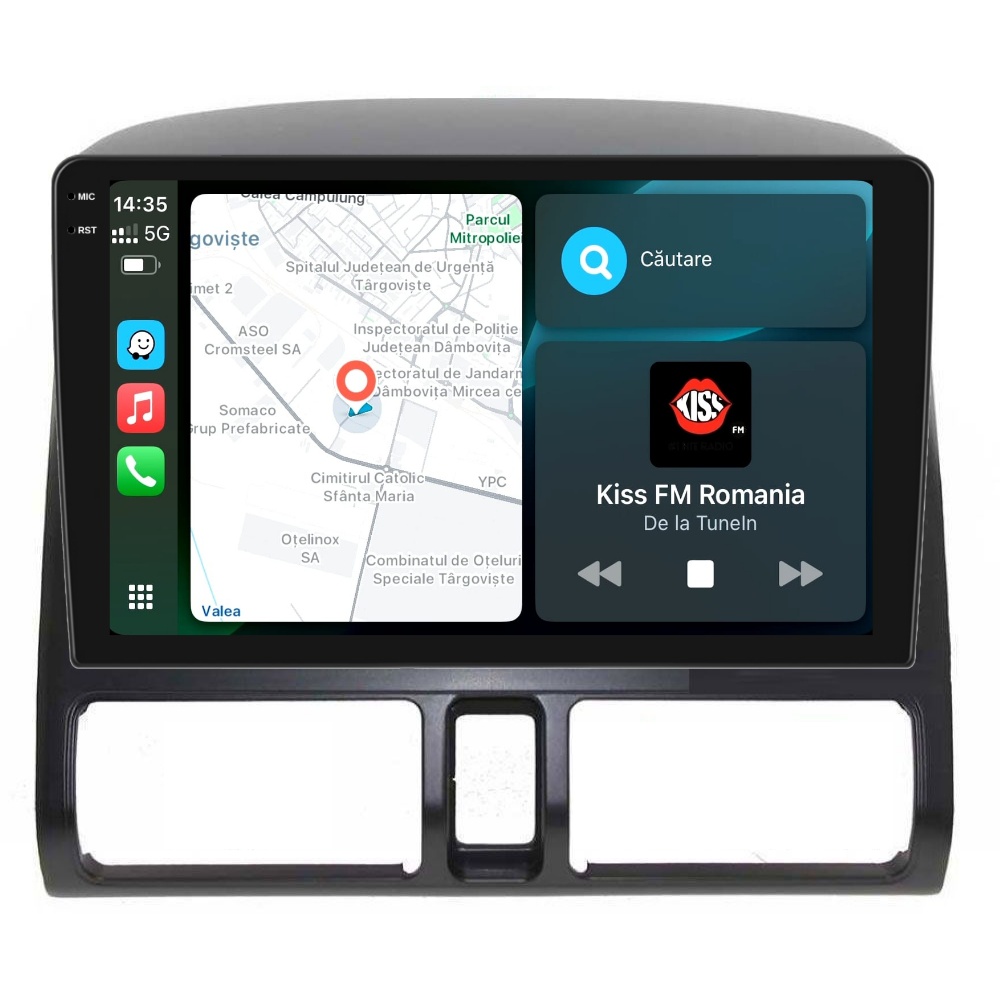 MIC
RST
14:35
5G
Calea Câmpulung
goviște
Parcul
Mitropoliei
Spitalul Județean de Urgență
Târgoviște
imet 2
ASO
Cromsteel SA
Inspectoratul de Poliție
Județean Dâmbovița
ectoratul de Jandarm
Dâmbovița Mircea ce
Somaco
Grup Prefabricate
Cimitirul Catolic
Sfânta Maria
YPC
Oțelinox
SA
Combinatul de Oțeluri
Speciale Târgoviște
Valea
Căutare
KISS
FM
Kiss FM Romania
De la TuneIn